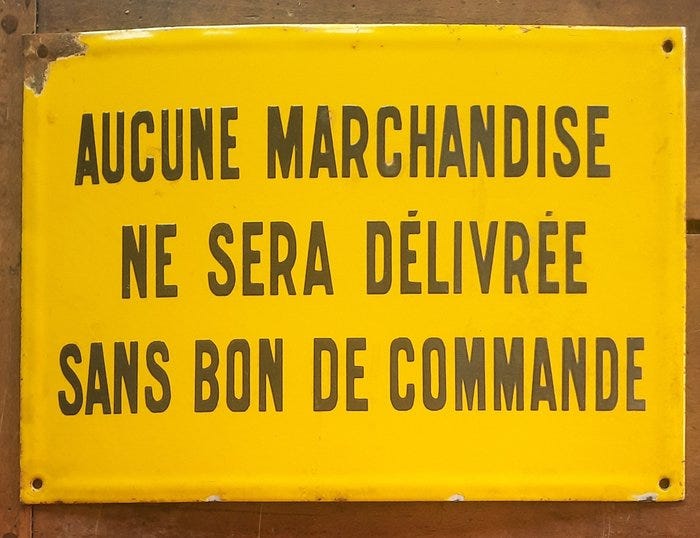 AUCUNE MARCHANDISE
NE SERA DÉLIVRÉE
SANS BON DE COMMANDE